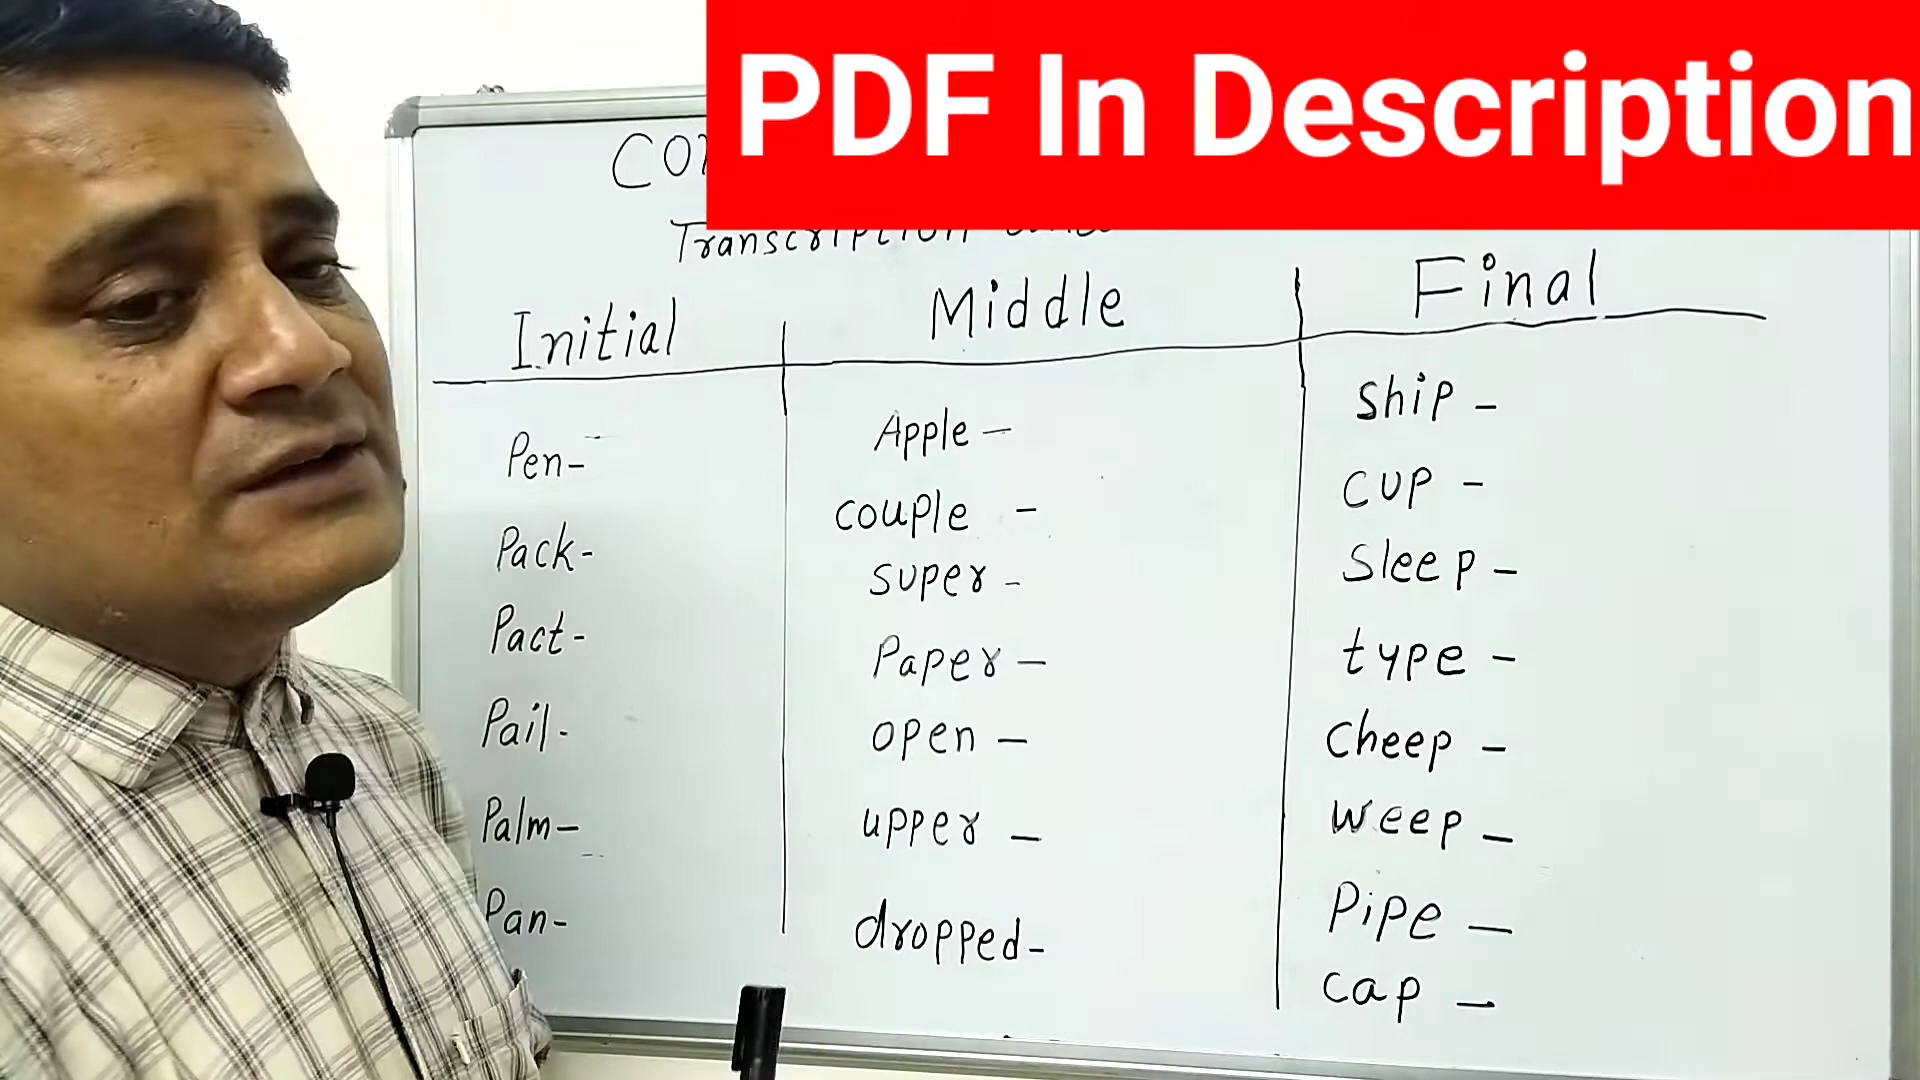 PDF In Description
Transcription
Initial
Middle
Final
Pen-
Pack-
Pact-
Pail-
Palm-
Pan-
Apple-
couple -
super -
Paper-
open -
upper -
dropped-
Ship -
cup -
Sleep -
type -
Cheep -
weep -
Pipe -
cap -